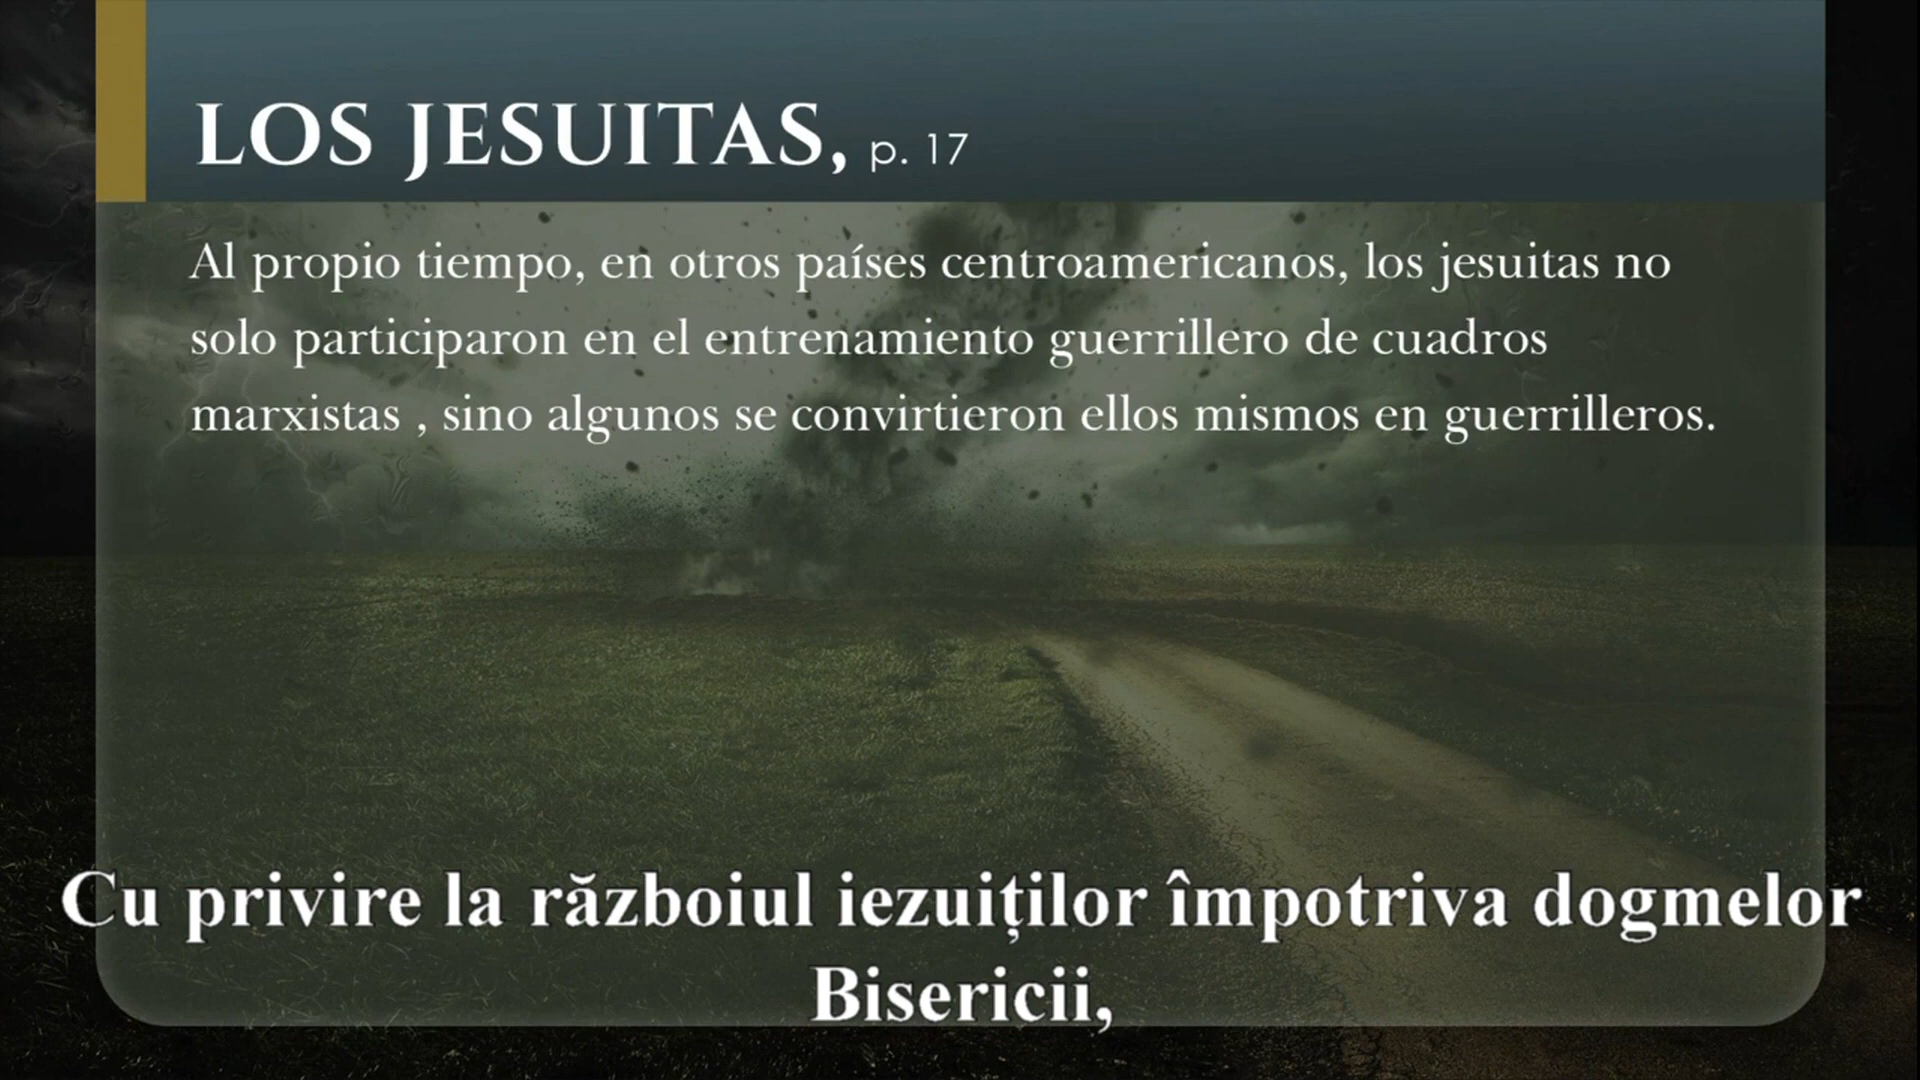 LOS JESUITAS, p. 17
Al propio tiempo, en otros países centroamericanos, los jesuitas no
solo participaron en el entrenamiento guerrillero de cuadros
marxistas , sino algunos se convirtieron ellos mismos en guerrilleros.
Cu privire la războiul iezuiților împotriva dogmelor
Bisericii,